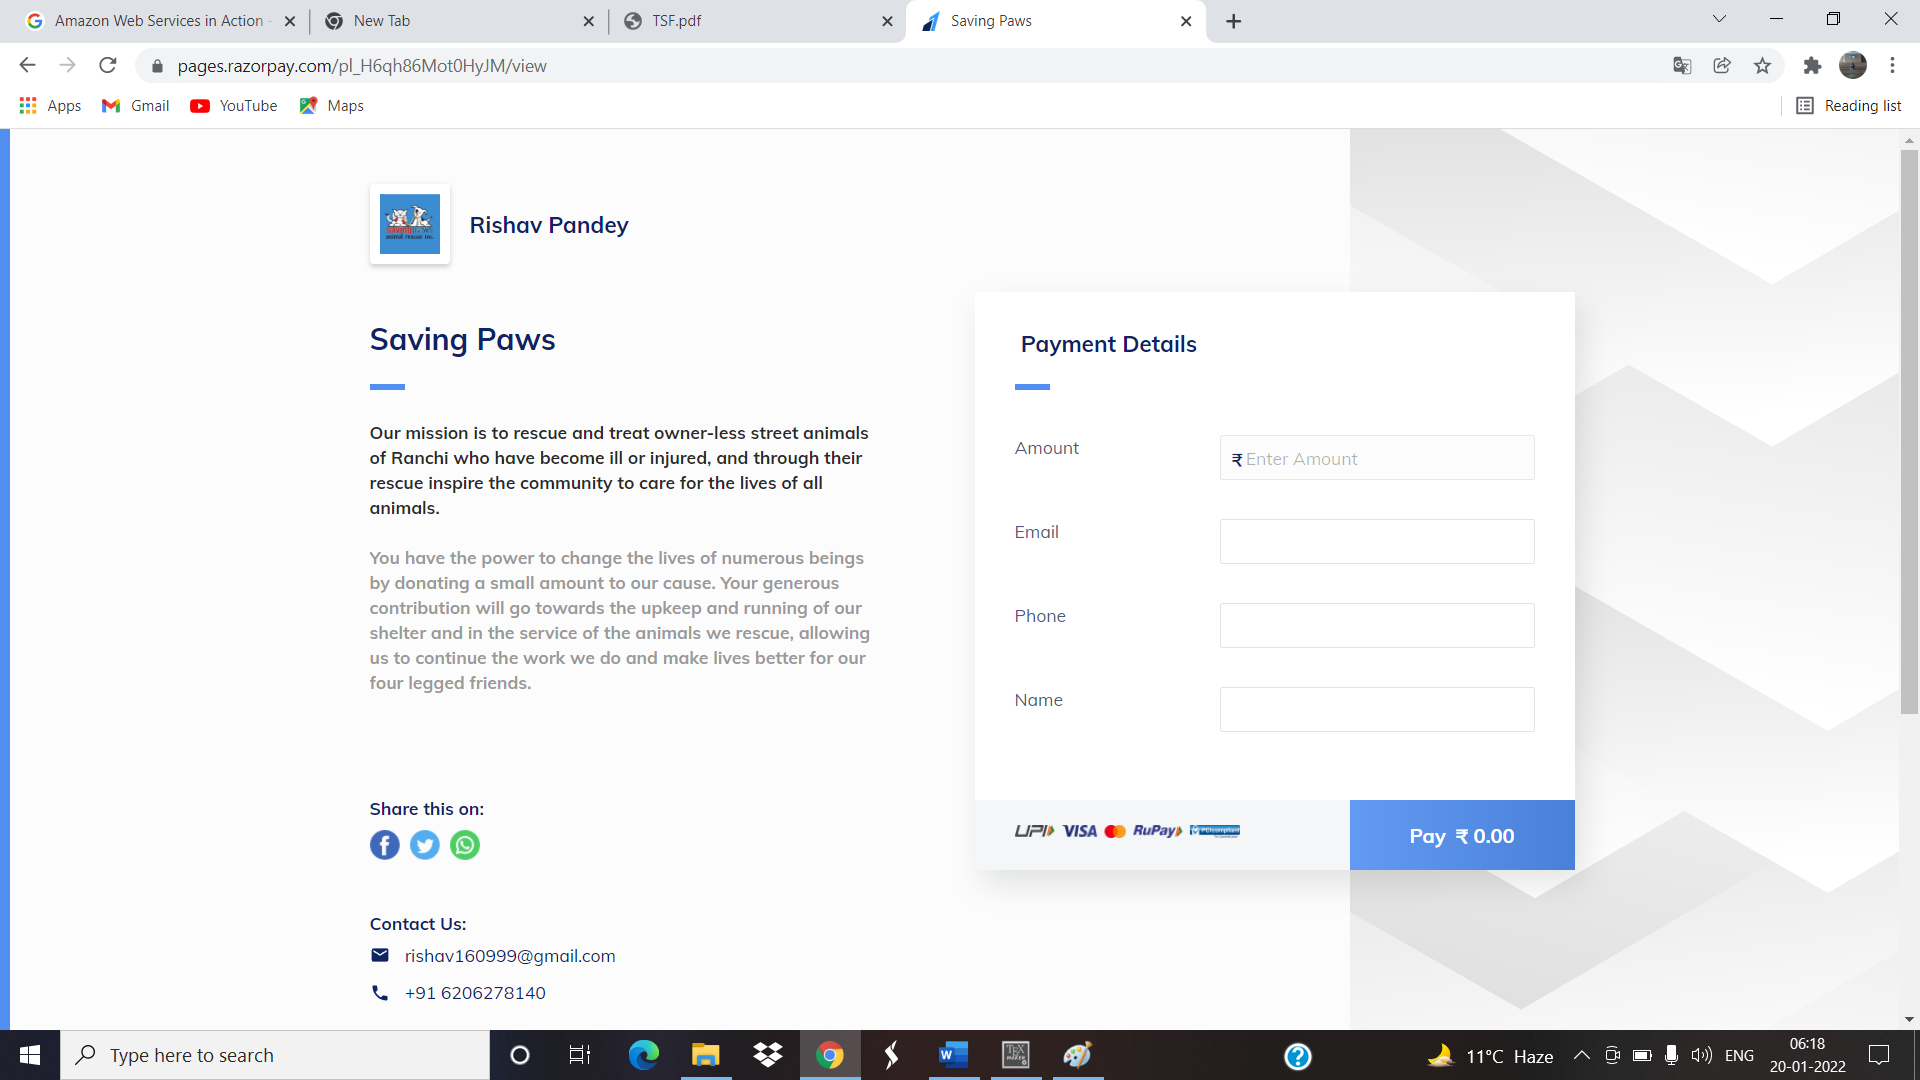 Amazon Web Services in Action -
New Tab
TSF.pdf
Saving Paws
pages.razorpay.com/pl_H6qh86Mot0HyJM/view
Apps
Gmail
YouTube
Maps
Reading list
Rishav Pandey
Saving Paws
Our mission is to rescue and treat owner-less street animals
of Ranchi who have become ill or injured, and through their
rescue inspire the community to care for the lives of all
animals.
You have the power to change the lives of numerous beings
by donating a small amount to our cause. Your generous
contribution will go towards the upkeep and running of our
shelter and in the service of the animals we rescue, allowing
us to continue the work we do and make lives better for our
four legged friends.
Share this on:
Contact Us:
rishav160999@gmail.com
+91 6206278140
Payment Details
Amount
₹ Enter Amount
Email
Phone
Name
UPI VISA RuPay PCI compliant
Pay ₹ 0.00
Type here to search
11°C Haze
ENG
06:18
20-01-2022